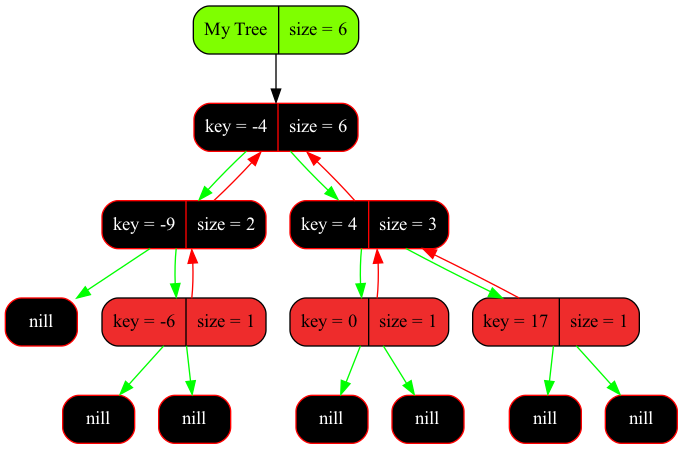 My Tree size = 6
key = -4 size = 6
key = -9 size = 2
key = 4 size = 3
nill
key = -6 size = 1
key = 0 size = 1
key = 17 size = 1
nill
nill
nill
nill
nill
nill